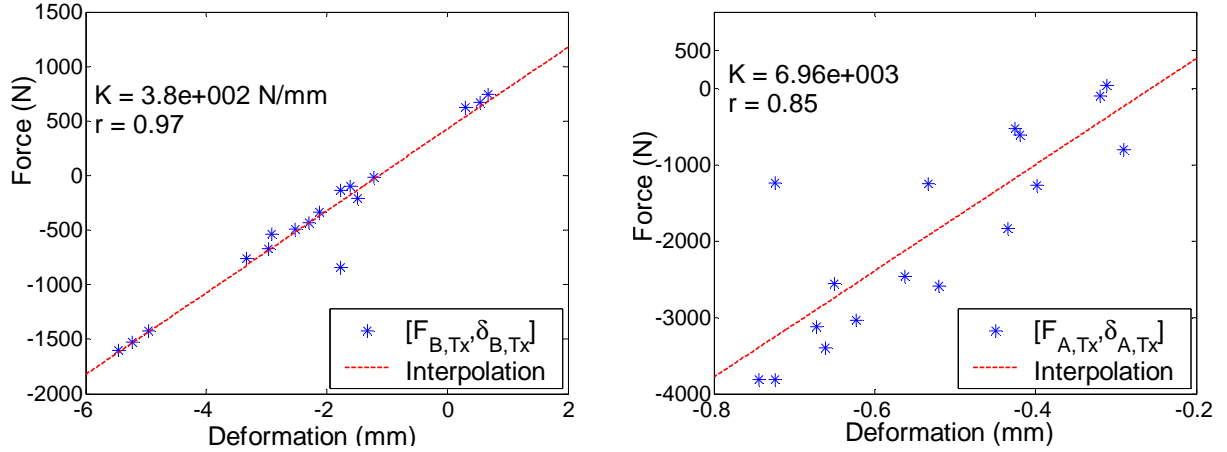 1500
1000
500
0
-500
-1000
-1500
-2000
Force (N)
K = 3.8e+002 N/mm
r = 0.97
[F_B,Tx,δ_B,Tx]
Interpolation
-6
-4
-2
0
2
Deformation (mm)
500
0
-1000
-2000
-3000
-4000
Force (N)
K = 6.96e+003
r = 0.85
[F_A,Tx,δ_A,Tx]
Interpolation
-0.8
-0.6
-0.4
-0.2
Deformation (mm)